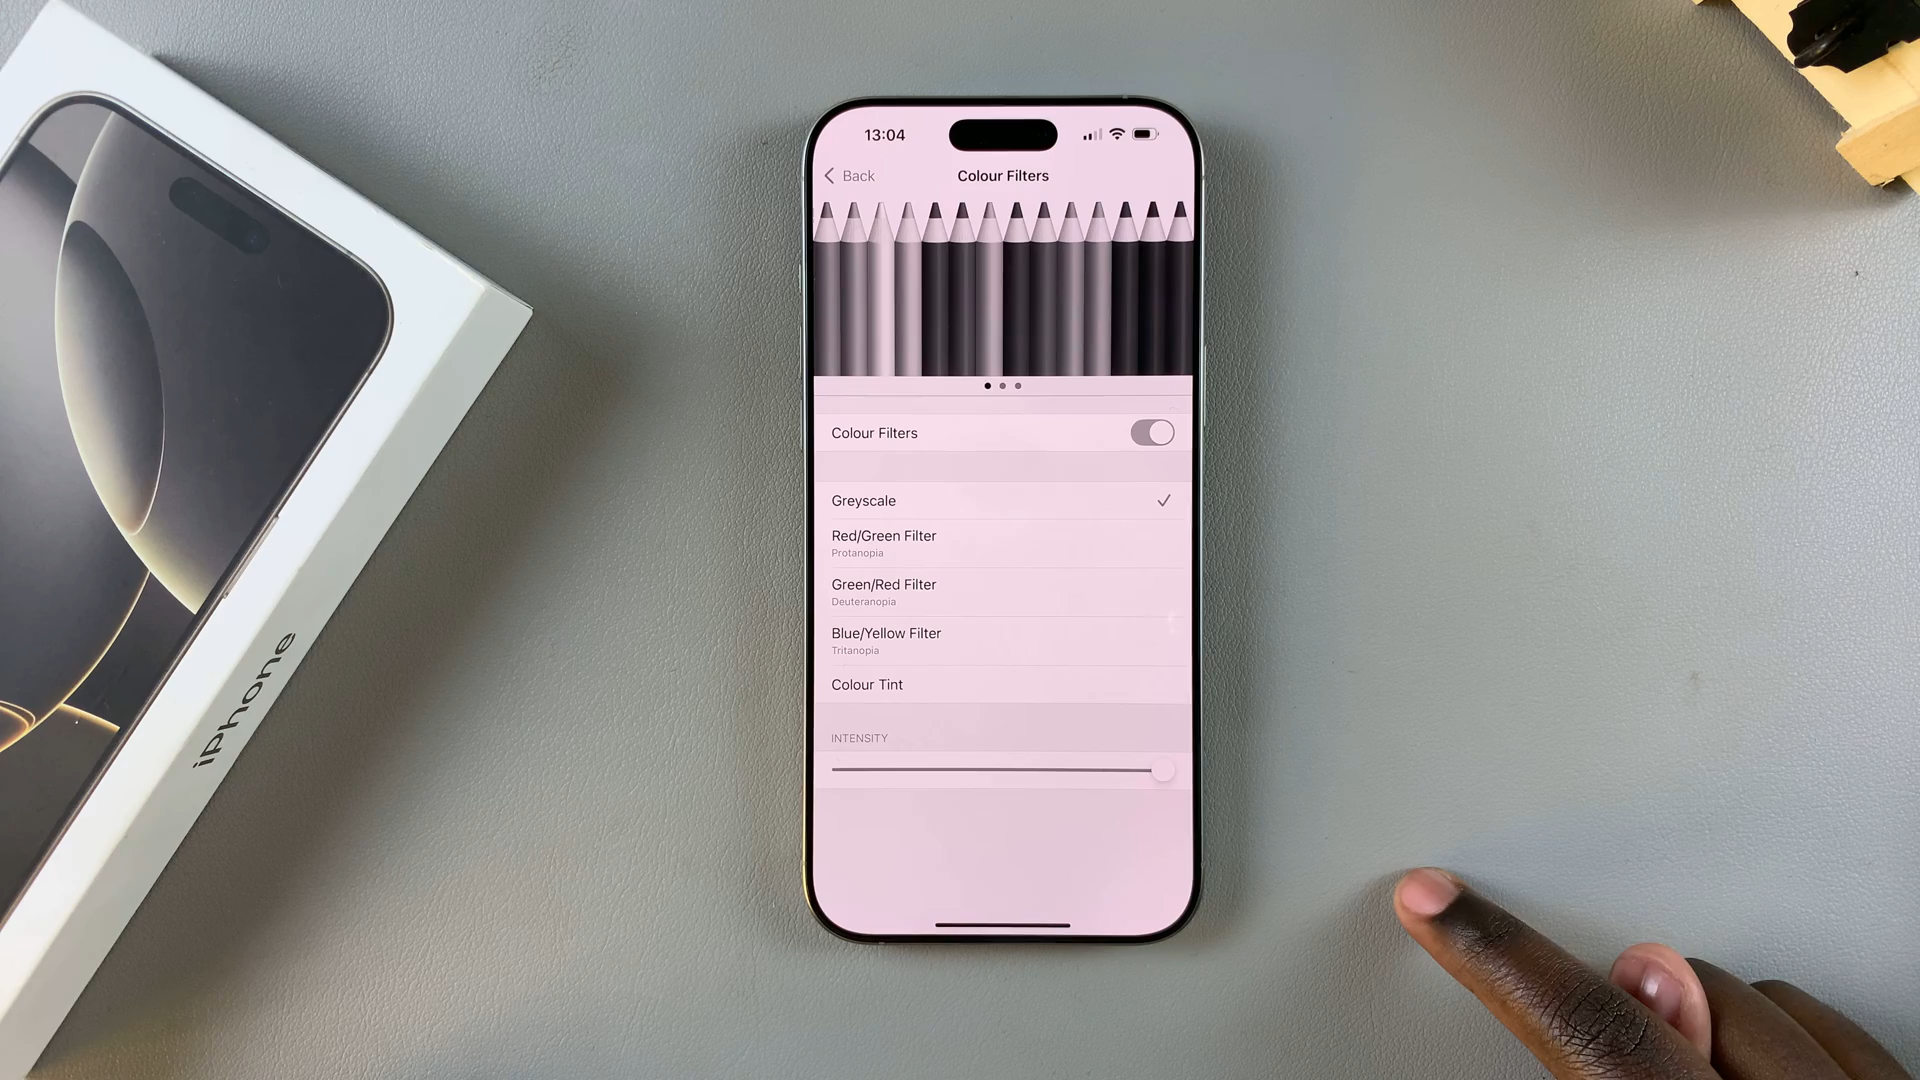 13:04
Back
Colour Filters
Colour Filters
Greyscale
Red/Green Filter
Protanopia
Green/Red Filter
Deuteranopia
Blue/Yellow Filter
Tritanopia
Colour Tint
INTENSITY
iPhone